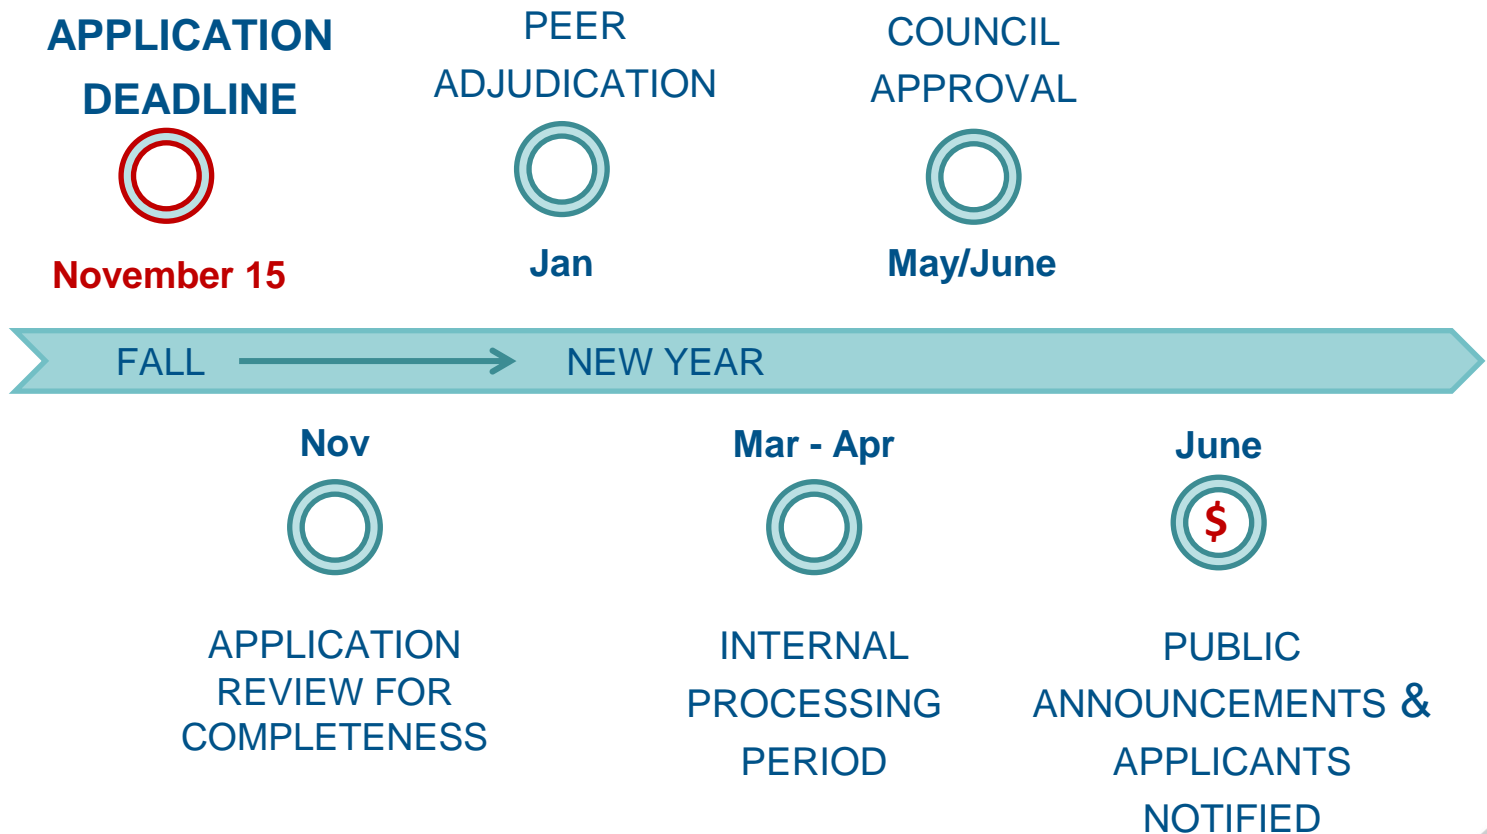 APPLICATION
DEADLINE
November 15
PEER
ADJUDICATION
Jan
COUNCIL
APPROVAL
May/June
FALL
NEW YEAR
Nov
APPLICATION
REVIEW FOR
COMPLETENESS
Mar - Apr
INTERNAL
PROCESSING
PERIOD
June
$
PUBLIC
ANNOUNCEMENTS &
APPLICANTS
NOTIFIED